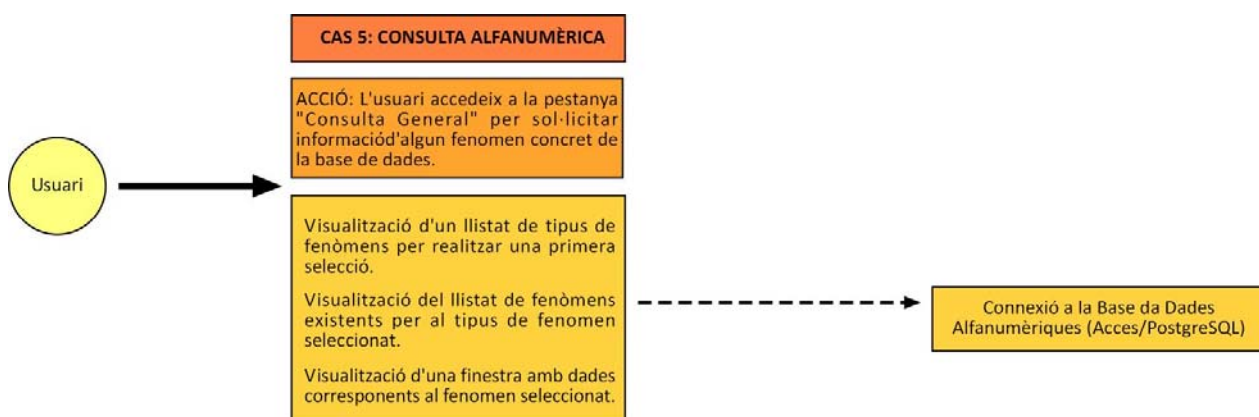 CAS 5: CONSULTA ALFANUMÈRICA
ACCIÓ: L'usuari accedeix a la pestanya
"Consulta General" per sol·licitar
informaciód'algun fenomen concret de
la base de dades.
Usuari
Visualització d'un llistat de tipus de
fenòmens per realitzar una primera
selecció.
Visualització del llistat de fenòmens
existents per al tipus de fenomen
seleccionat.
Visualització d'una finestra amb dades
corresponents al fenomen seleccionat.
Connexió a la Base da Dades
Alfanumèriques (Acces/PostgreSQL)